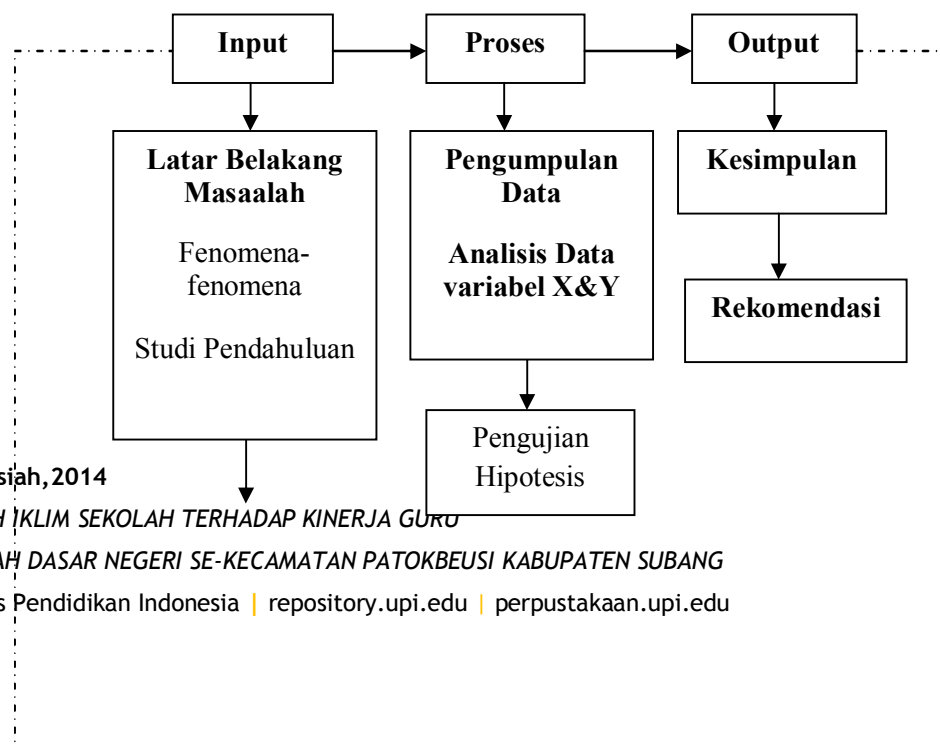 Input
Proses
Output
Latar Belakang
Masaalah
Fenomena-
fenomena
Studi Pendahuluan
Pengumpulan
Data
Analisis Data
variabel X&Y
Pengujian
Hipotesis
Kesimpulan
Rekomendasi
siah,2014
H IKLIM SEKOLAH TERHADAP KINERJA GURU
AH DASAR NEGERI SE-KECAMATAN PATOKBEUSI KABUPATEN SUBANG
s Pendidikan Indonesia | repository.upi.edu | perpustakaan.upi.edu